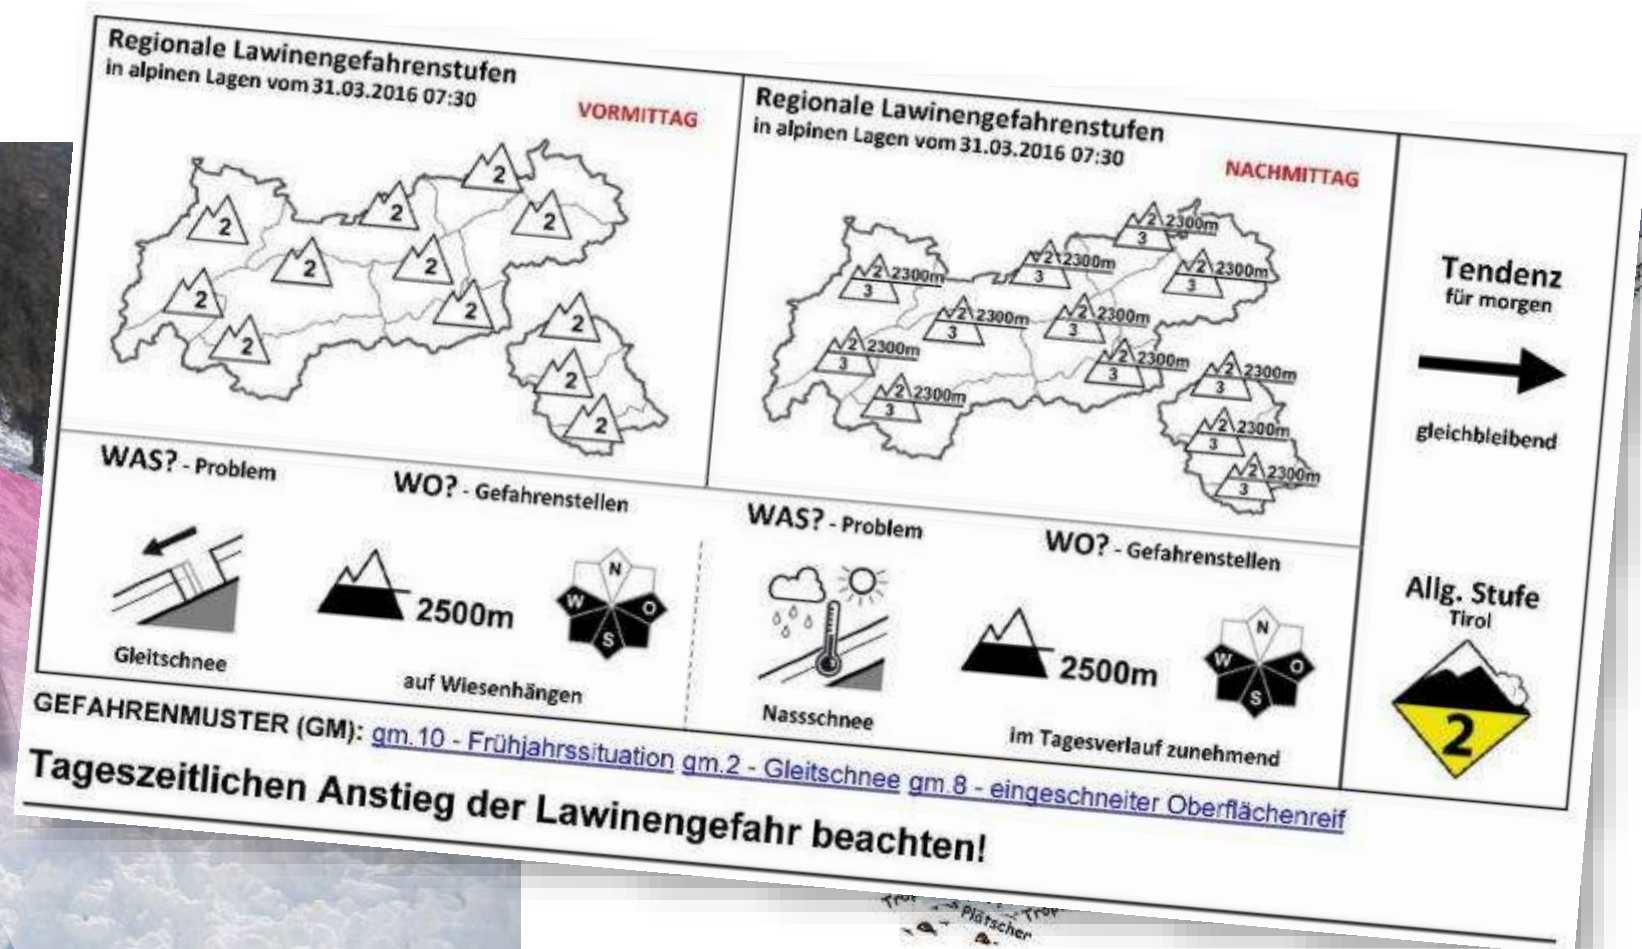 Regionale Lawinengefahrenstufen
in alpinen Lagen vom 31.03.2016 07:30
VORMITTAG
2
2
2
2
2
2
2
2
2
2
2
2
Regionale Lawinengefahrenstufen
in alpinen Lagen vom 31.03.2016 07:30
NACHMITTAG
2 2300m
3
2 2300m
3
2 2300m
3
2 2300m
3
2 2300m
3
2 2300m
3
2 2300m
3
2 2300m
3
2 2300m
3
2 2300m
3
2 2300m
3
2 2300m
3
Tendenz
für morgen
gleichbleibend
Allg. Stufe
Tirol
2
WAS? - Problem
Gleitschnee
WO? - Gefahrenstellen
2500m
N
W O
S
auf Wiesenhängen
WAS? - Problem
Nassschnee
WO? - Gefahrenstellen
2500m
N
W O
S
im Tagesverlauf zunehmend
GEFAHRENMUSTER (GM): gm.10 - Frühjahrssituation gm.2 - Gleitschnee gm.8 - eingeschneiter Oberflächenreif
Tageszeitlichen Anstieg der Lawinengefahr beachten!
Plätscher